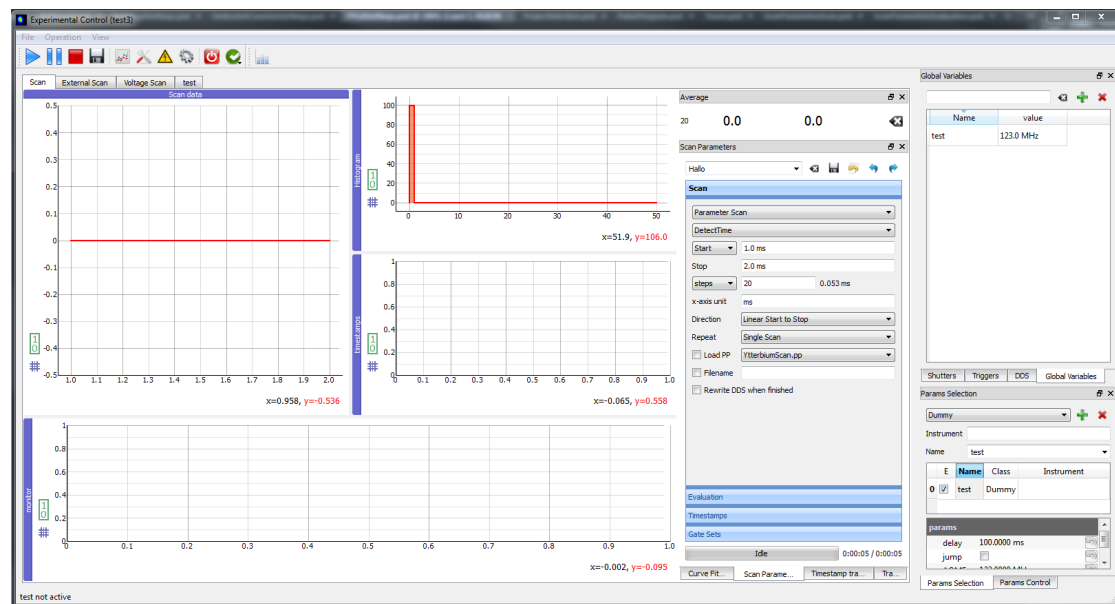 Experimental Control (test3)
File Operation View
Scan External Scan Voltage Scan test
Scan data
0.5
0.4
0.3
0.2
0.1
0
-0.1
-0.2
-0.3
-0.4
-0.5
1.0 1.1 1.2 1.3 1.4 1.5 1.6 1.7 1.8 1.9 2.0
x=0.958, y=-0.536
Histogram
100
80
60
40
20
0
0 10 20 30 40 50
x=51.9, y=106.0
timestamps
1
0.8
0.6
0.4
0.2
0
0 0.1 0.2 0.3 0.4 0.5 0.6 0.7 0.8 0.9 1.0
x=-0.065, y=0.558
monitor
1
0.8
0.6
0.4
0.2
0
0 0.1 0.2 0.3 0.4 0.5 0.6 0.7 0.8 0.9 1.0
x=-0.002, y=-0.095
Average
20 0.0 0.0
Scan Parameters
Hallo
Scan
Parameter Scan
DetectTime
Start 1.0 ms
Stop 2.0 ms
steps 20 0.053 ms
x-axis unit ms
Direction Linear Start to Stop
Repeat Single Scan
Load PP YtterbiumScan.pp
Filename
Rewrite DDS when finished
Evaluation
Timestamps
Gate Sets
Idle 0:00:05 / 0:00:05
Curve Fit... Scan Parame... Timestamp tra... Tra...
Global Variables
Name value
test 123.0 MHz
Shutters Triggers DDS Global Variables
Params Selection
Dummy
Instrument
Name test
E Name Class Instrument
0 test Dummy
params
delay 100.0000 ms
jump
Params Selection Params Control
test not active